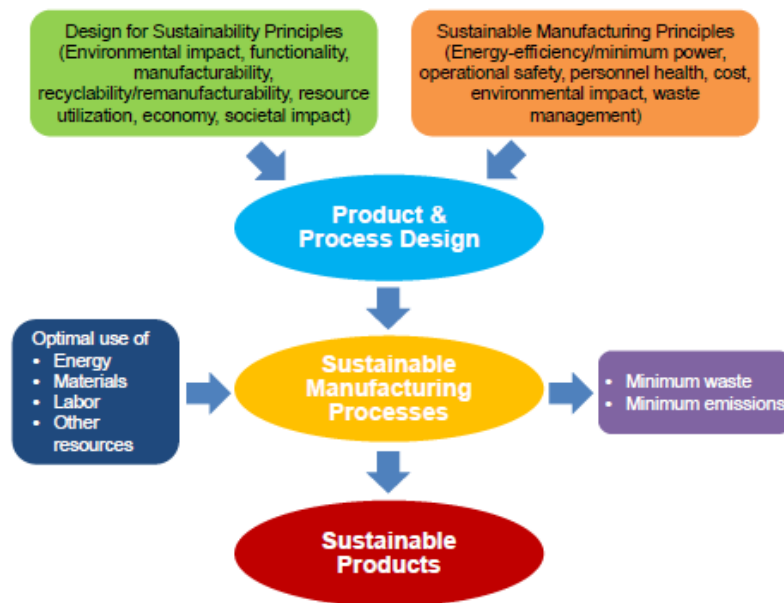 Design for Sustainability Principles
(Environmental impact, functionality,
manufacturability,
recyclability/remanufacturability, resource
utilization, economy, societal impact)
Sustainable Manufacturing Principles
(Energy-efficiency/minimum power,
operational safety, personnel health, cost,
environmental impact, waste
management)
Product &
Process Design
Optimal use of
• Energy
• Materials
• Labor
• Other
resources
Sustainable
Manufacturing
Processes
• Minimum waste
• Minimum emissions
Sustainable
Products